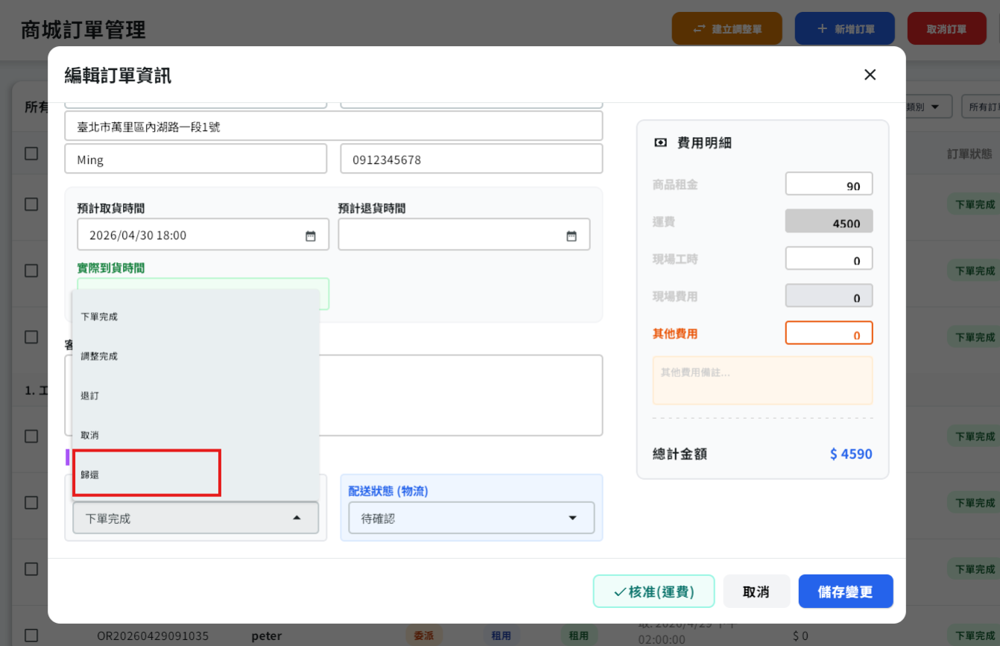 商城訂單管理
建立調整單
新增訂單
取消訂單
編輯訂單資訊
所有
類別
所有訂
臺北市萬里區內湖路一段1號
Ming
0912345678
訂單狀態
預計取貨時間
預計退貨時間
2026/04/30 18:00
實際到貨時間
下單完成
調整完成
退訂
取消
歸還
下單完成
客
1. 工
配送狀態 (物流)
待確認
費用明細
商品租金
90
運費
4500
現場工時
0
現場費用
0
其他費用
0
其他費用備註...
總計金額
$ 4590
下單完成
下單完成
下單完成
下單完成
下單完成
下單完成
核准(運費)
取消
儲存變更
OR20260429091035
peter
委派
租用
租用
02:00:00
$ 0
下單完成